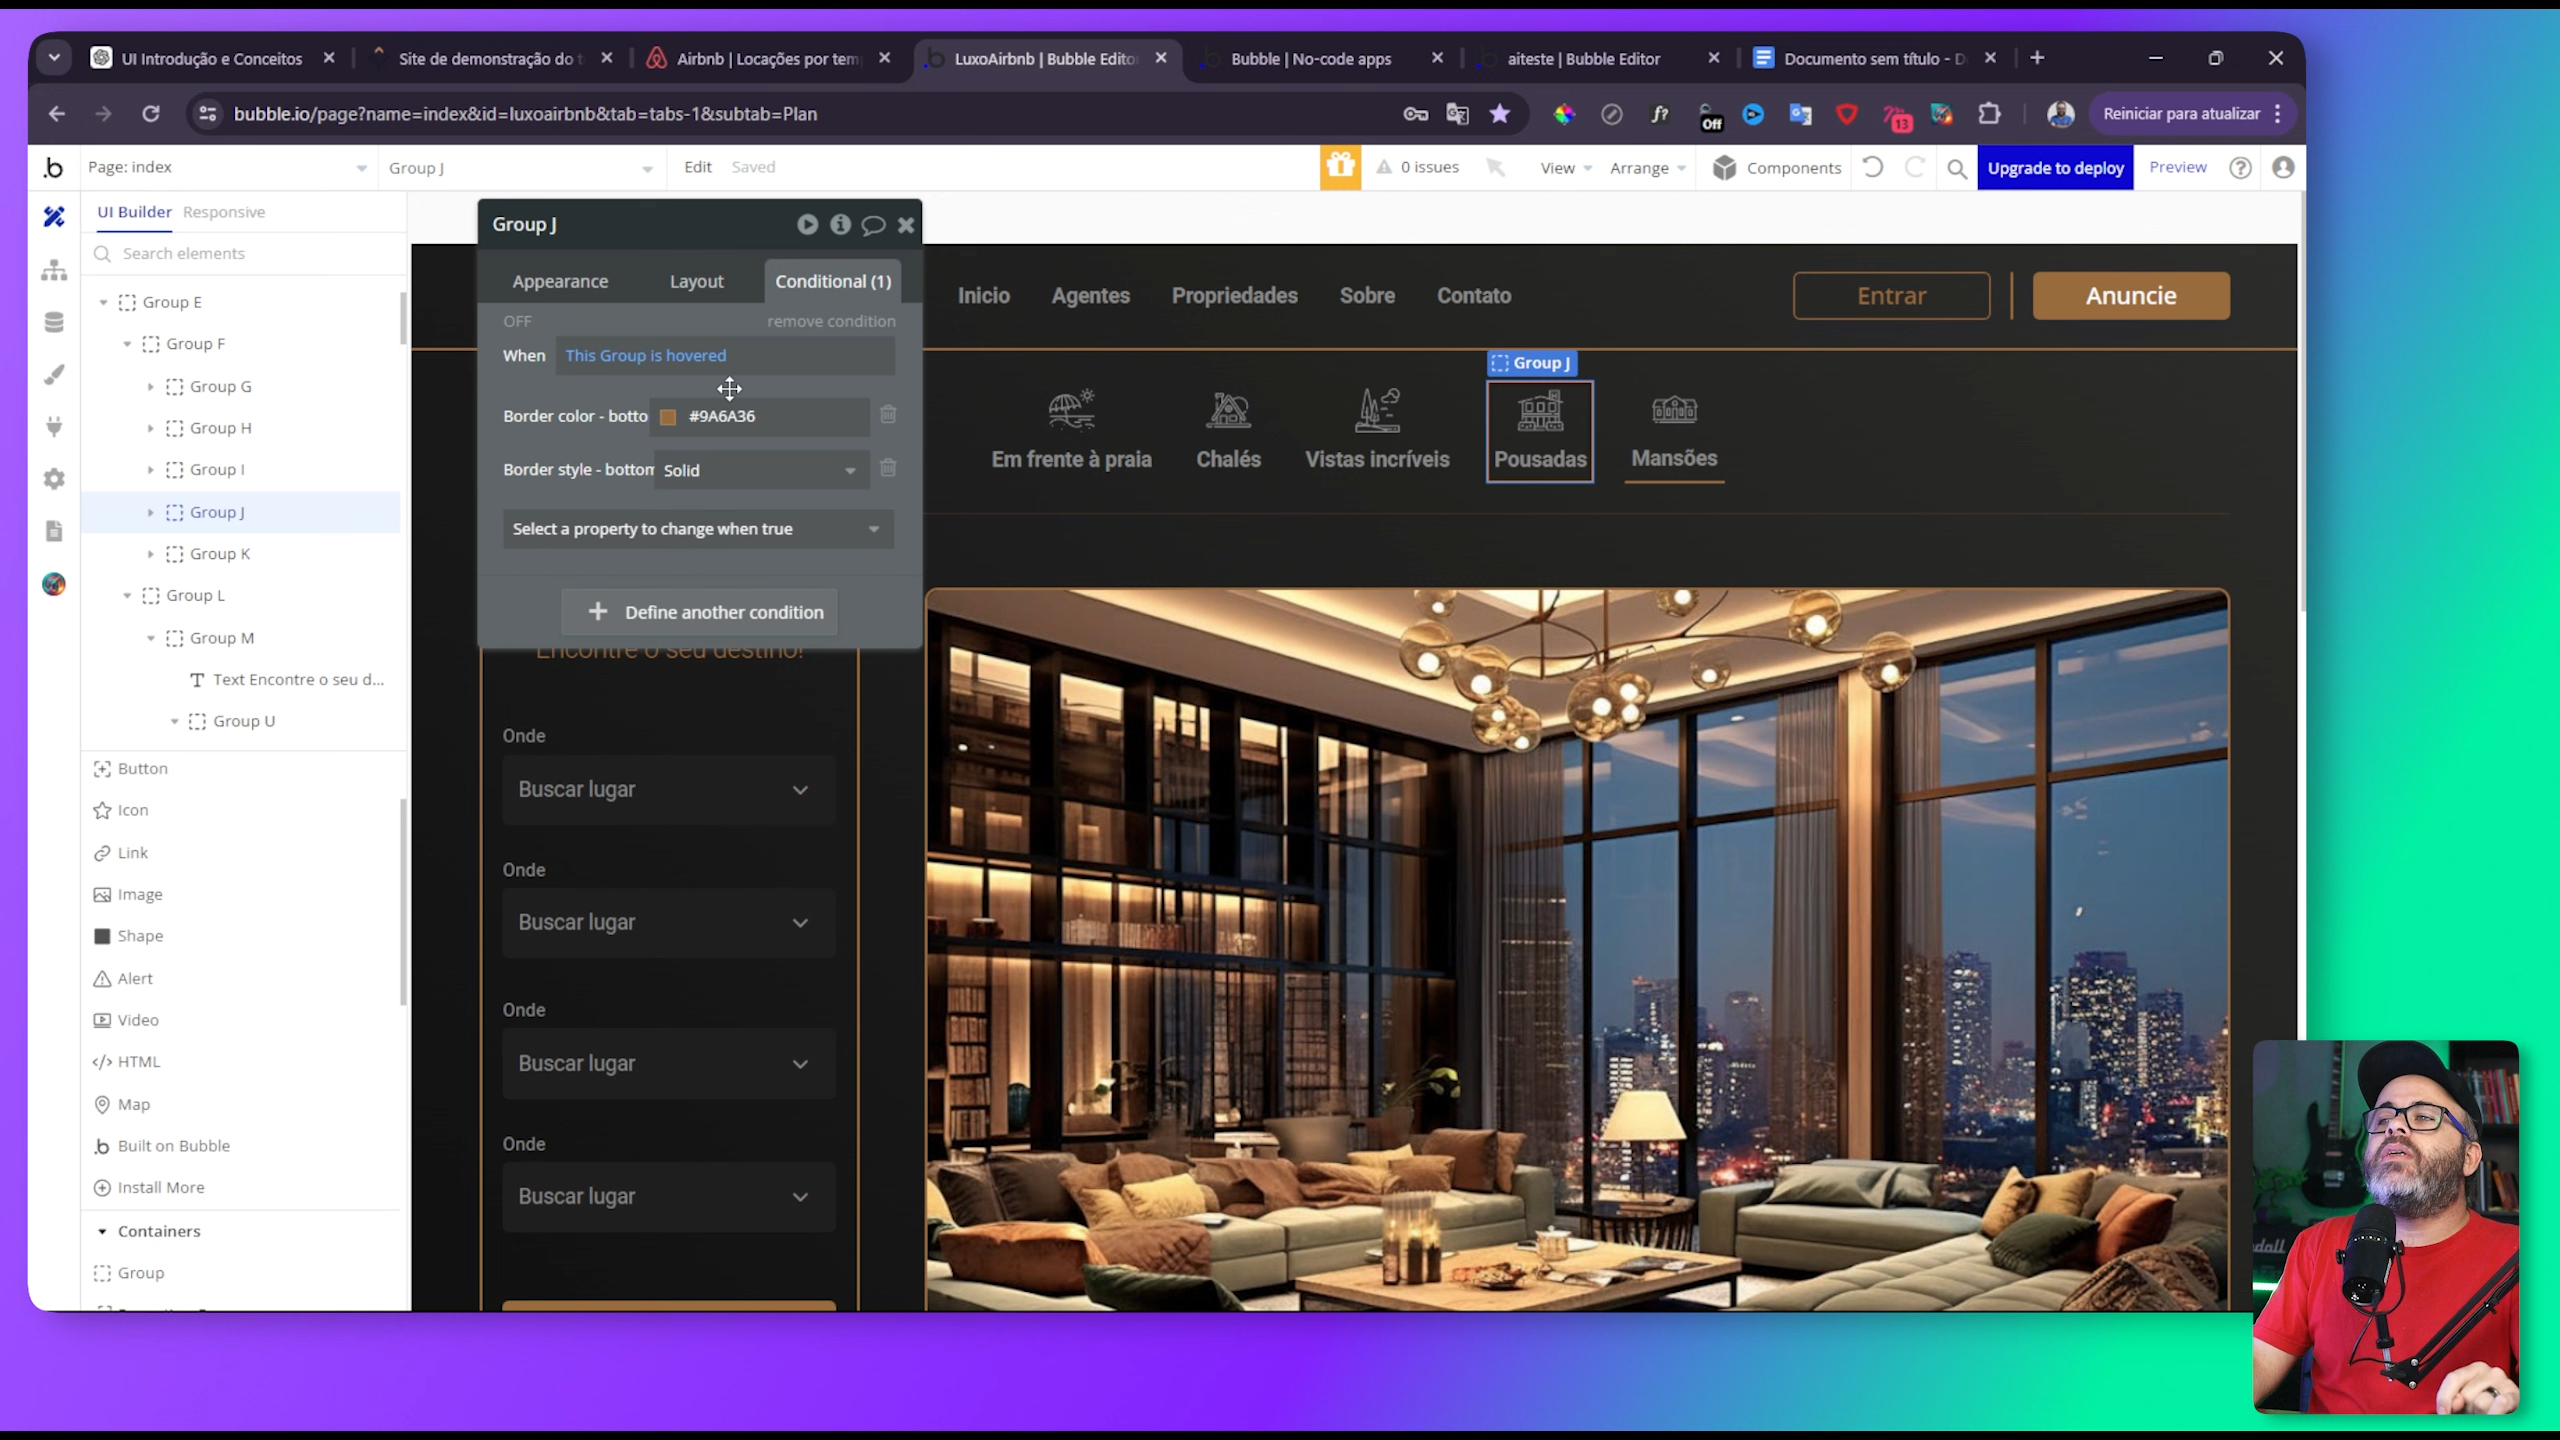 UI Introdução e Conceitos
Site de demonstração do t
Airbnb | Locações por tem
LuxoAirbnb | Bubble Edito
Bubble | No-code apps
aiteste | Bubble Editor
Documento sem título - D
bubble.io/page?name=index&id=luxoairbnb&tab=tabs-1&subtab=Plan
f?
Off
13
Reiniciar para atualizar
.b
Page: index
Group J
Edit
Saved
0 issues
View
Arrange
Components
Upgrade to deploy
Preview
UI Builder
Responsive
Search elements
Group E
Group F
Group G
Group H
Group I
Group J
Group K
Group L
Group M
Text Encontre o seu d...
Group U
Button
Icon
Link
Image
Shape
Alert
Video
HTML
Map
Built on Bubble
Install More
Containers
Group
Group J
Appearance
Layout
Conditional (1)
OFF
remove condition
When
This Group is hovered
Border color - botto
#9A6A36
Border style - bottom
Solid
Select a property to change when true
Define another condition
Inicio
Agentes
Propriedades
Sobre
Contato
Entrar
Anuncie
Group J
Em frente à praia
Chalés
Vistas incríveis
Pousadas
Mansões
Encontre o seu destino!
Onde
Buscar lugar
Onde
Buscar lugar
Onde
Buscar lugar
Onde
Buscar lugar